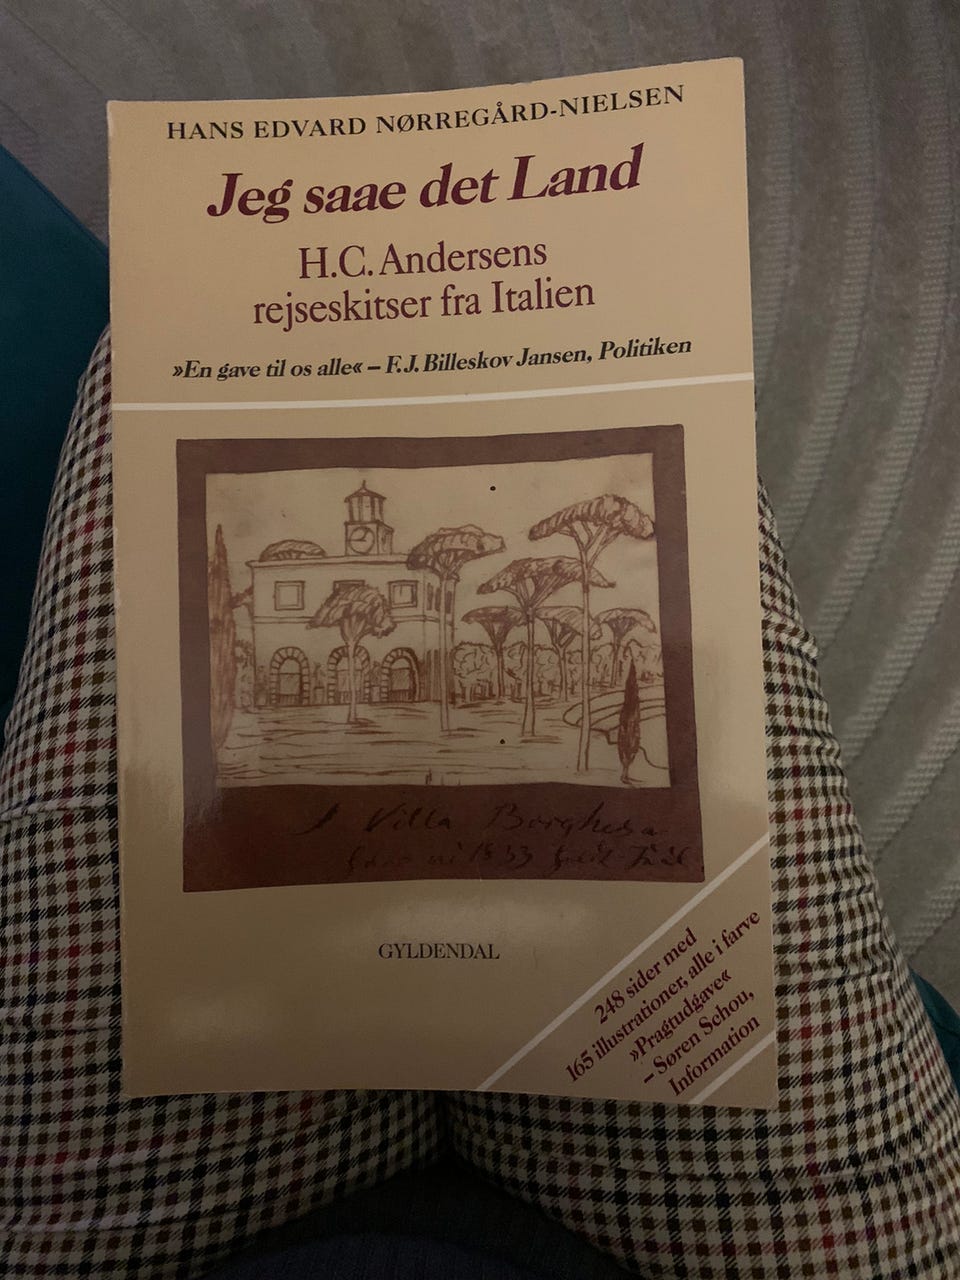 HANS EDVARD NØRREGÅRD-NIELSEN
Jeg saae det Land
H.C. Andersens
rejseskitser fra Italien
»En gave til os alle« – F.J. Billeskov Jansen, Politiken
I Villa Borghesa
GYLDENDAL
248 sider med
165 illustrationer, alle i farve
»Pragtudgave«
– Søren Schou,
Information